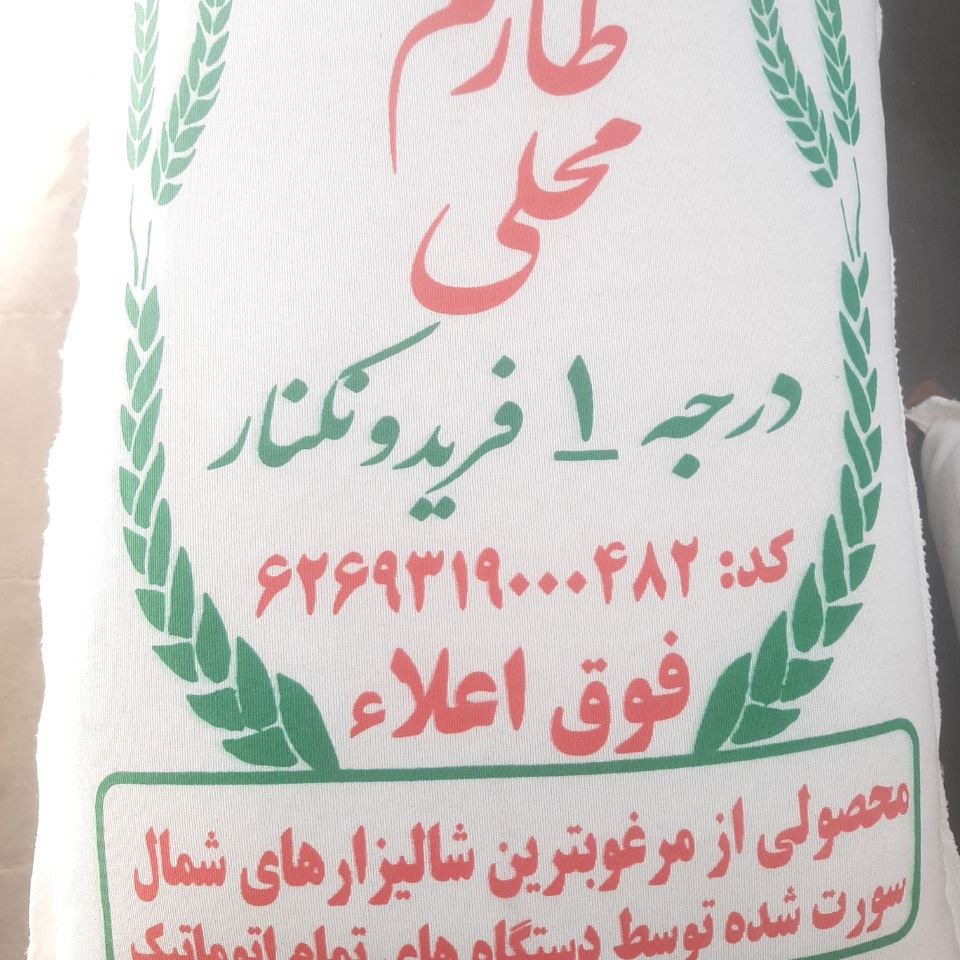 طارم
محلی
درجه ۱ فریدونکنار
کد: ۶۲۶۹۳۱۹۰۰۰۴۸۲
فوق اعلاء
محصولی از مرغوبترین شالیزارهای شمال
سورت شده توسط دستگاه های تمام اتوماتیک